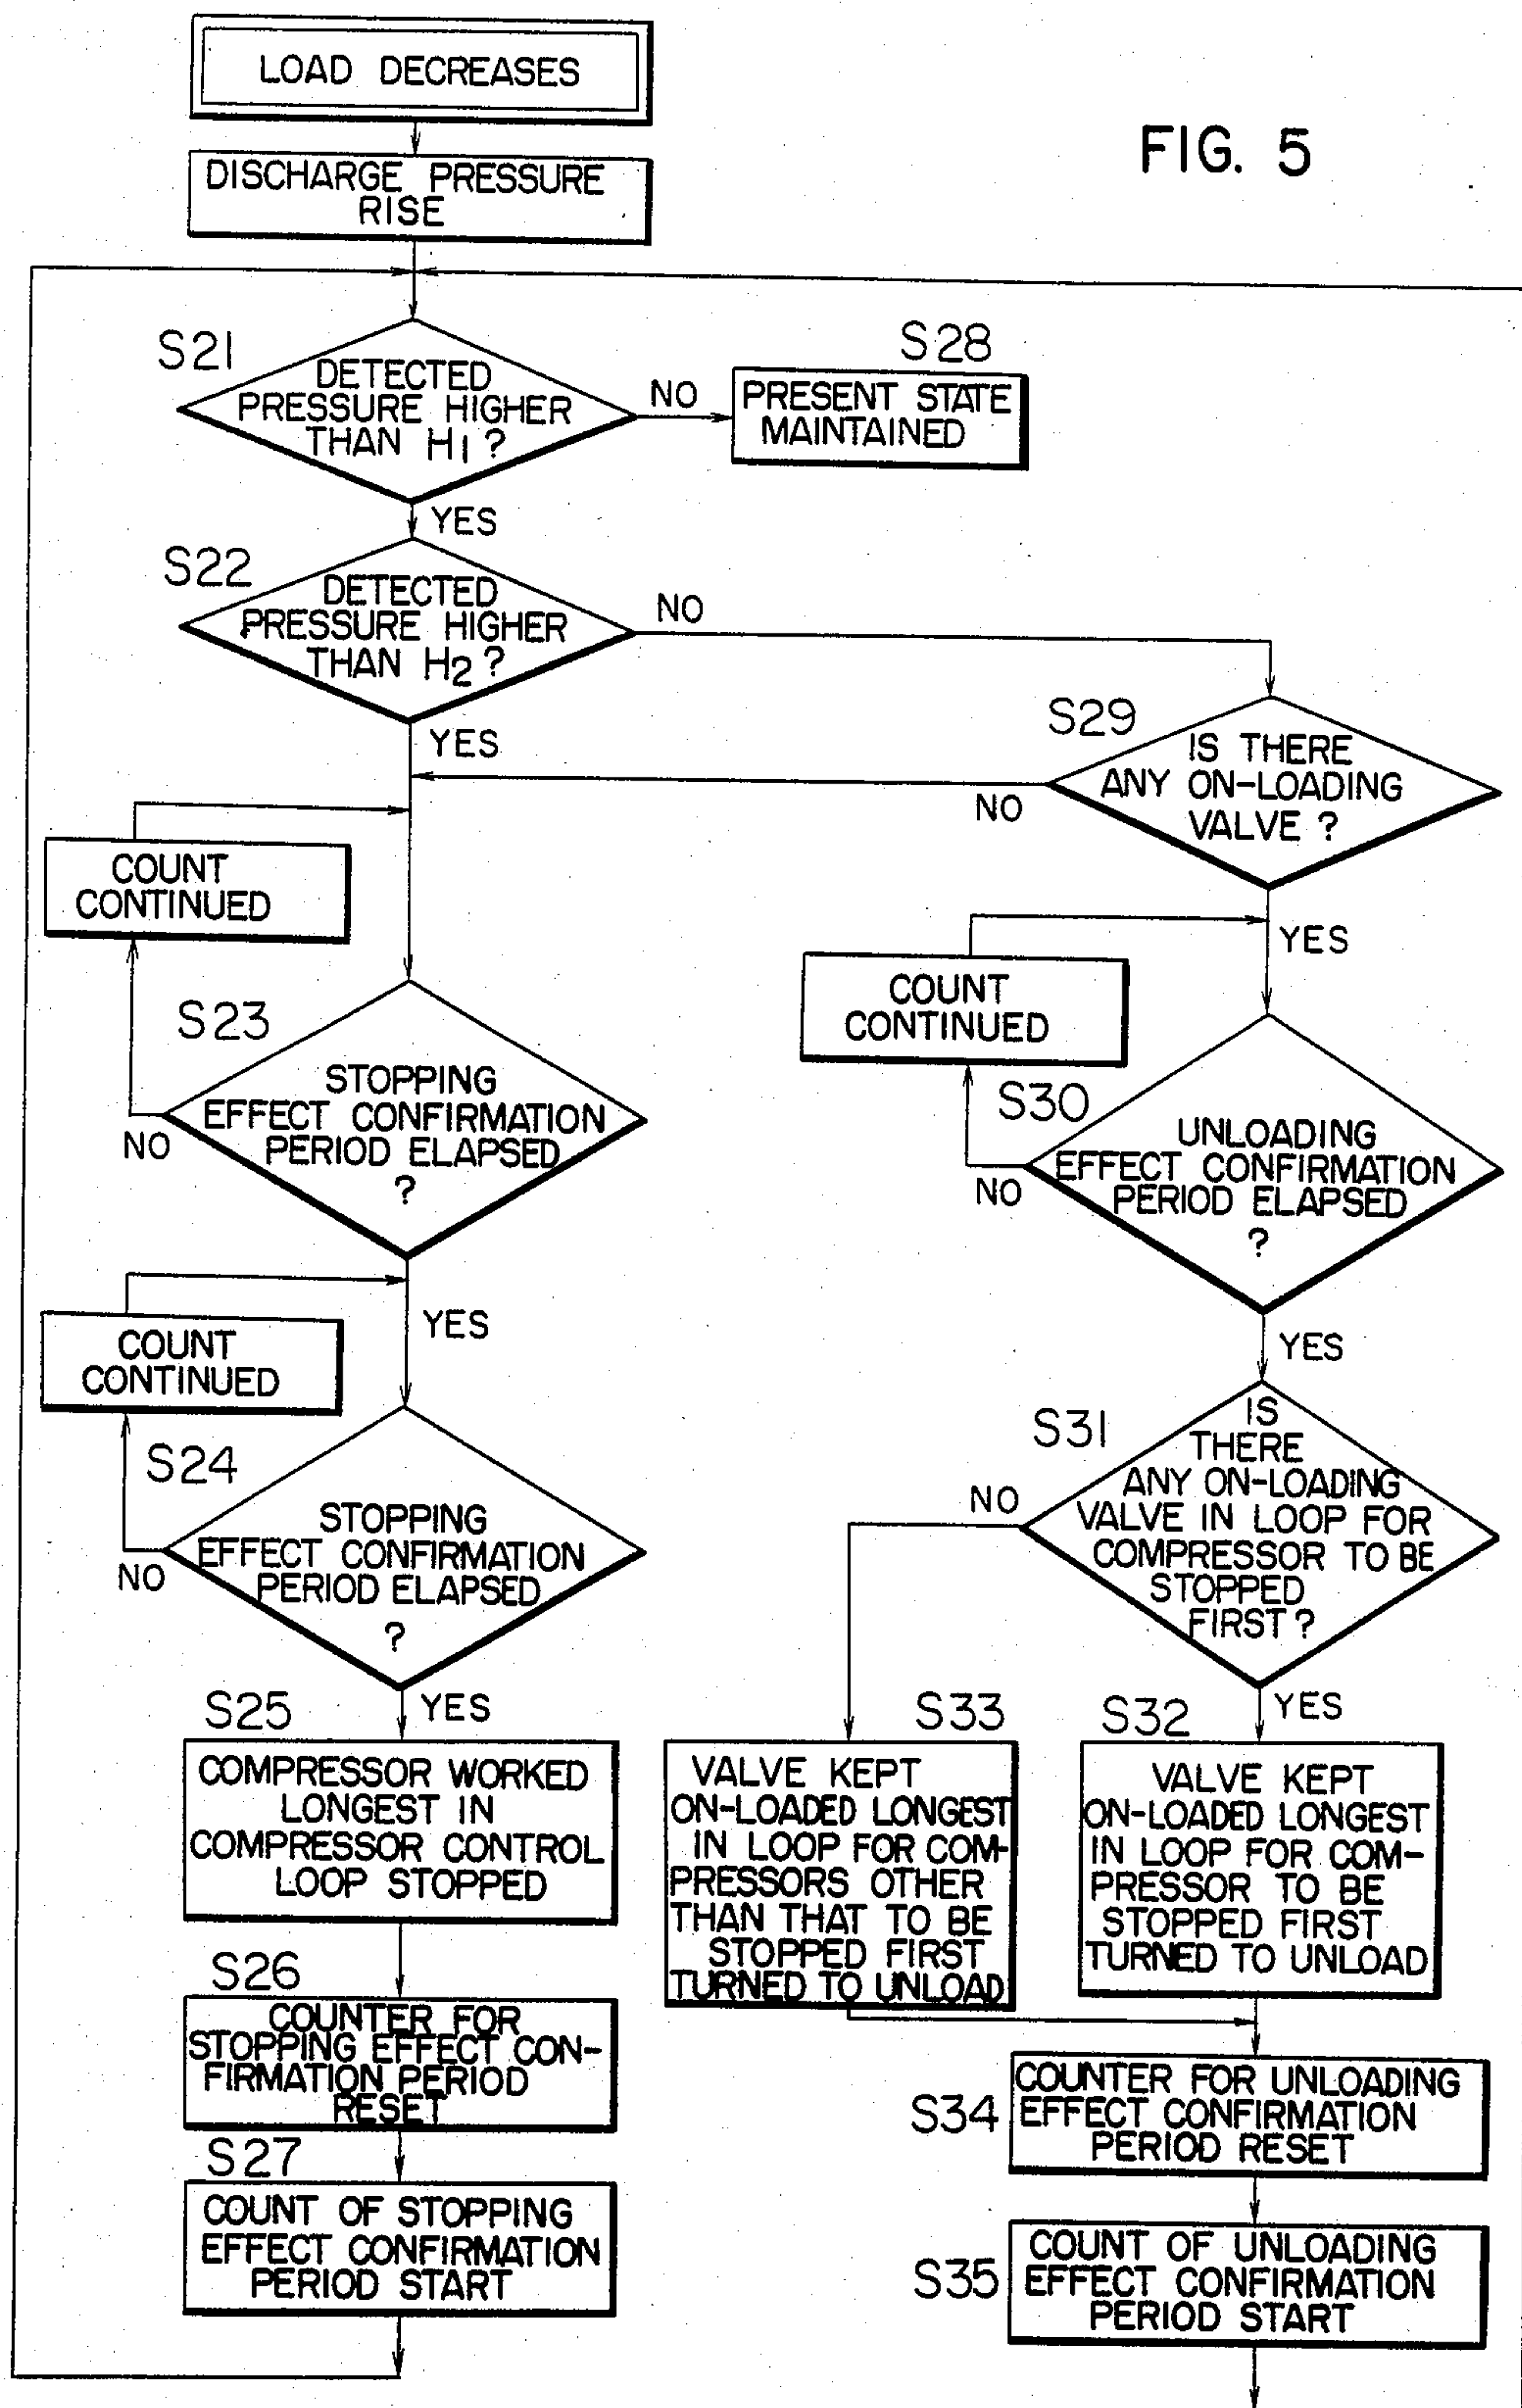 LOAD DECREASES
FIG. 5
DISCHARGE PRESSURE
RISE
S21
DETECTED
PRESSURE HIGHER
THAN H1 ?
NO
S28
PRESENT STATE
MAINTAINED
YES
S22
DETECTED
PRESSURE HIGHER
THAN H2 ?
NO
YES
S29
IS THERE
ANY ON-LOADING
VALVE ?
NO
YES
COUNT
CONTINUED
S23
STOPPING
EFFECT CONFIRMATION
PERIOD ELAPSED
?
NO
YES
COUNT
CONTINUED
S30
UNLOADING
EFFECT CONFIRMATION
PERIOD ELAPSED
?
NO
YES
COUNT
CONTINUED
S24
STOPPING
EFFECT CONFIRMATION
PERIOD ELAPSED
?
NO
YES
S31
IS
THERE
ANY ON-LOADING
VALVE IN LOOP FOR
COMPRESSOR TO BE
STOPPED
FIRST ?
NO
YES
S25
COMPRESSOR WORKED
LONGEST IN
COMPRESSOR CONTROL
LOOP STOPPED
S33
VALVE KEPT
ON-LOADED LONGEST
IN LOOP FOR COM-
PRESSORS OTHER
THAN THAT TO BE
STOPPED FIRST
TURNED TO UNLOAD
S32
VALVE KEPT
ON-LOADED LONGEST
IN LOOP FOR COM-
PRESSOR TO BE
STOPPED FIRST
TURNED TO UNLOAD
S26
COUNTER FOR
STOPPING EFFECT CON-
FIRMATION PERIOD
RESET
S34
COUNTER FOR UNLOADING
EFFECT CONFIRMATION
PERIOD RESET
S27
COUNT OF STOPPING
EFFECT CONFIRMATION
PERIOD START
S35
COUNT OF UNLOADING
EFFECT CONFIRMATION
PERIOD START